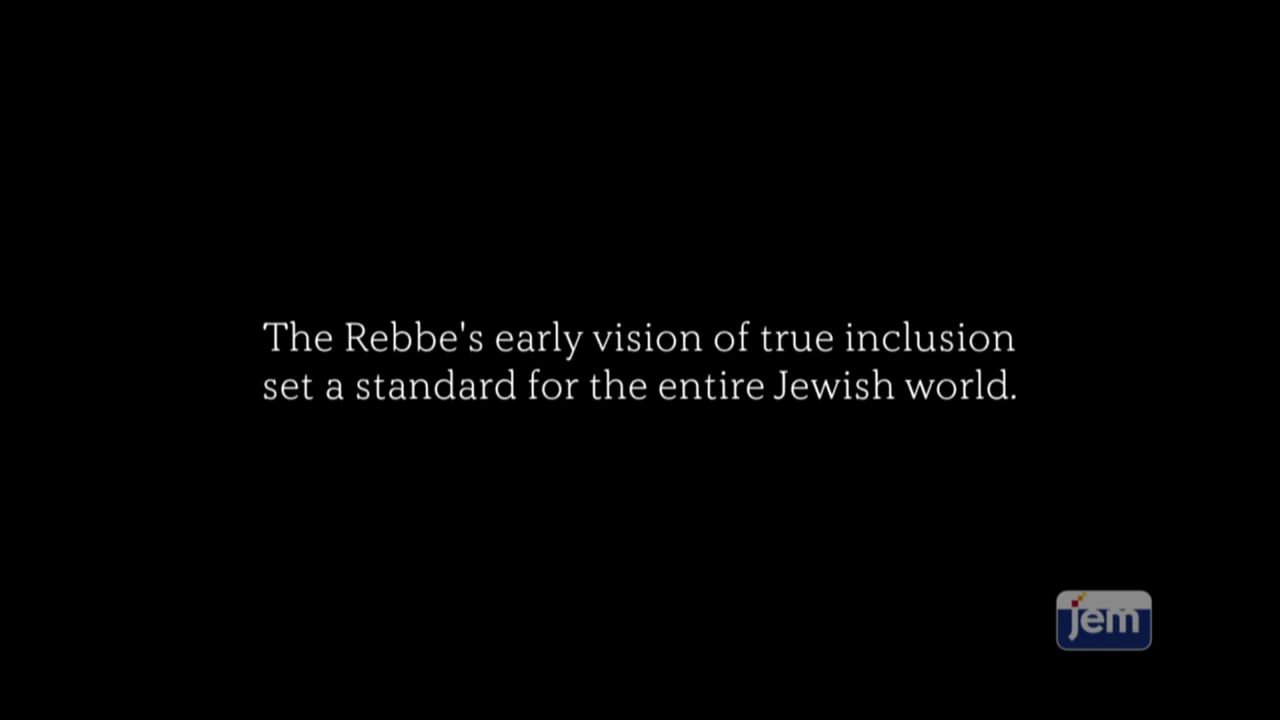 The Rebbe's early vision of true inclusion
set a standard for the entire Jewish world.
jem